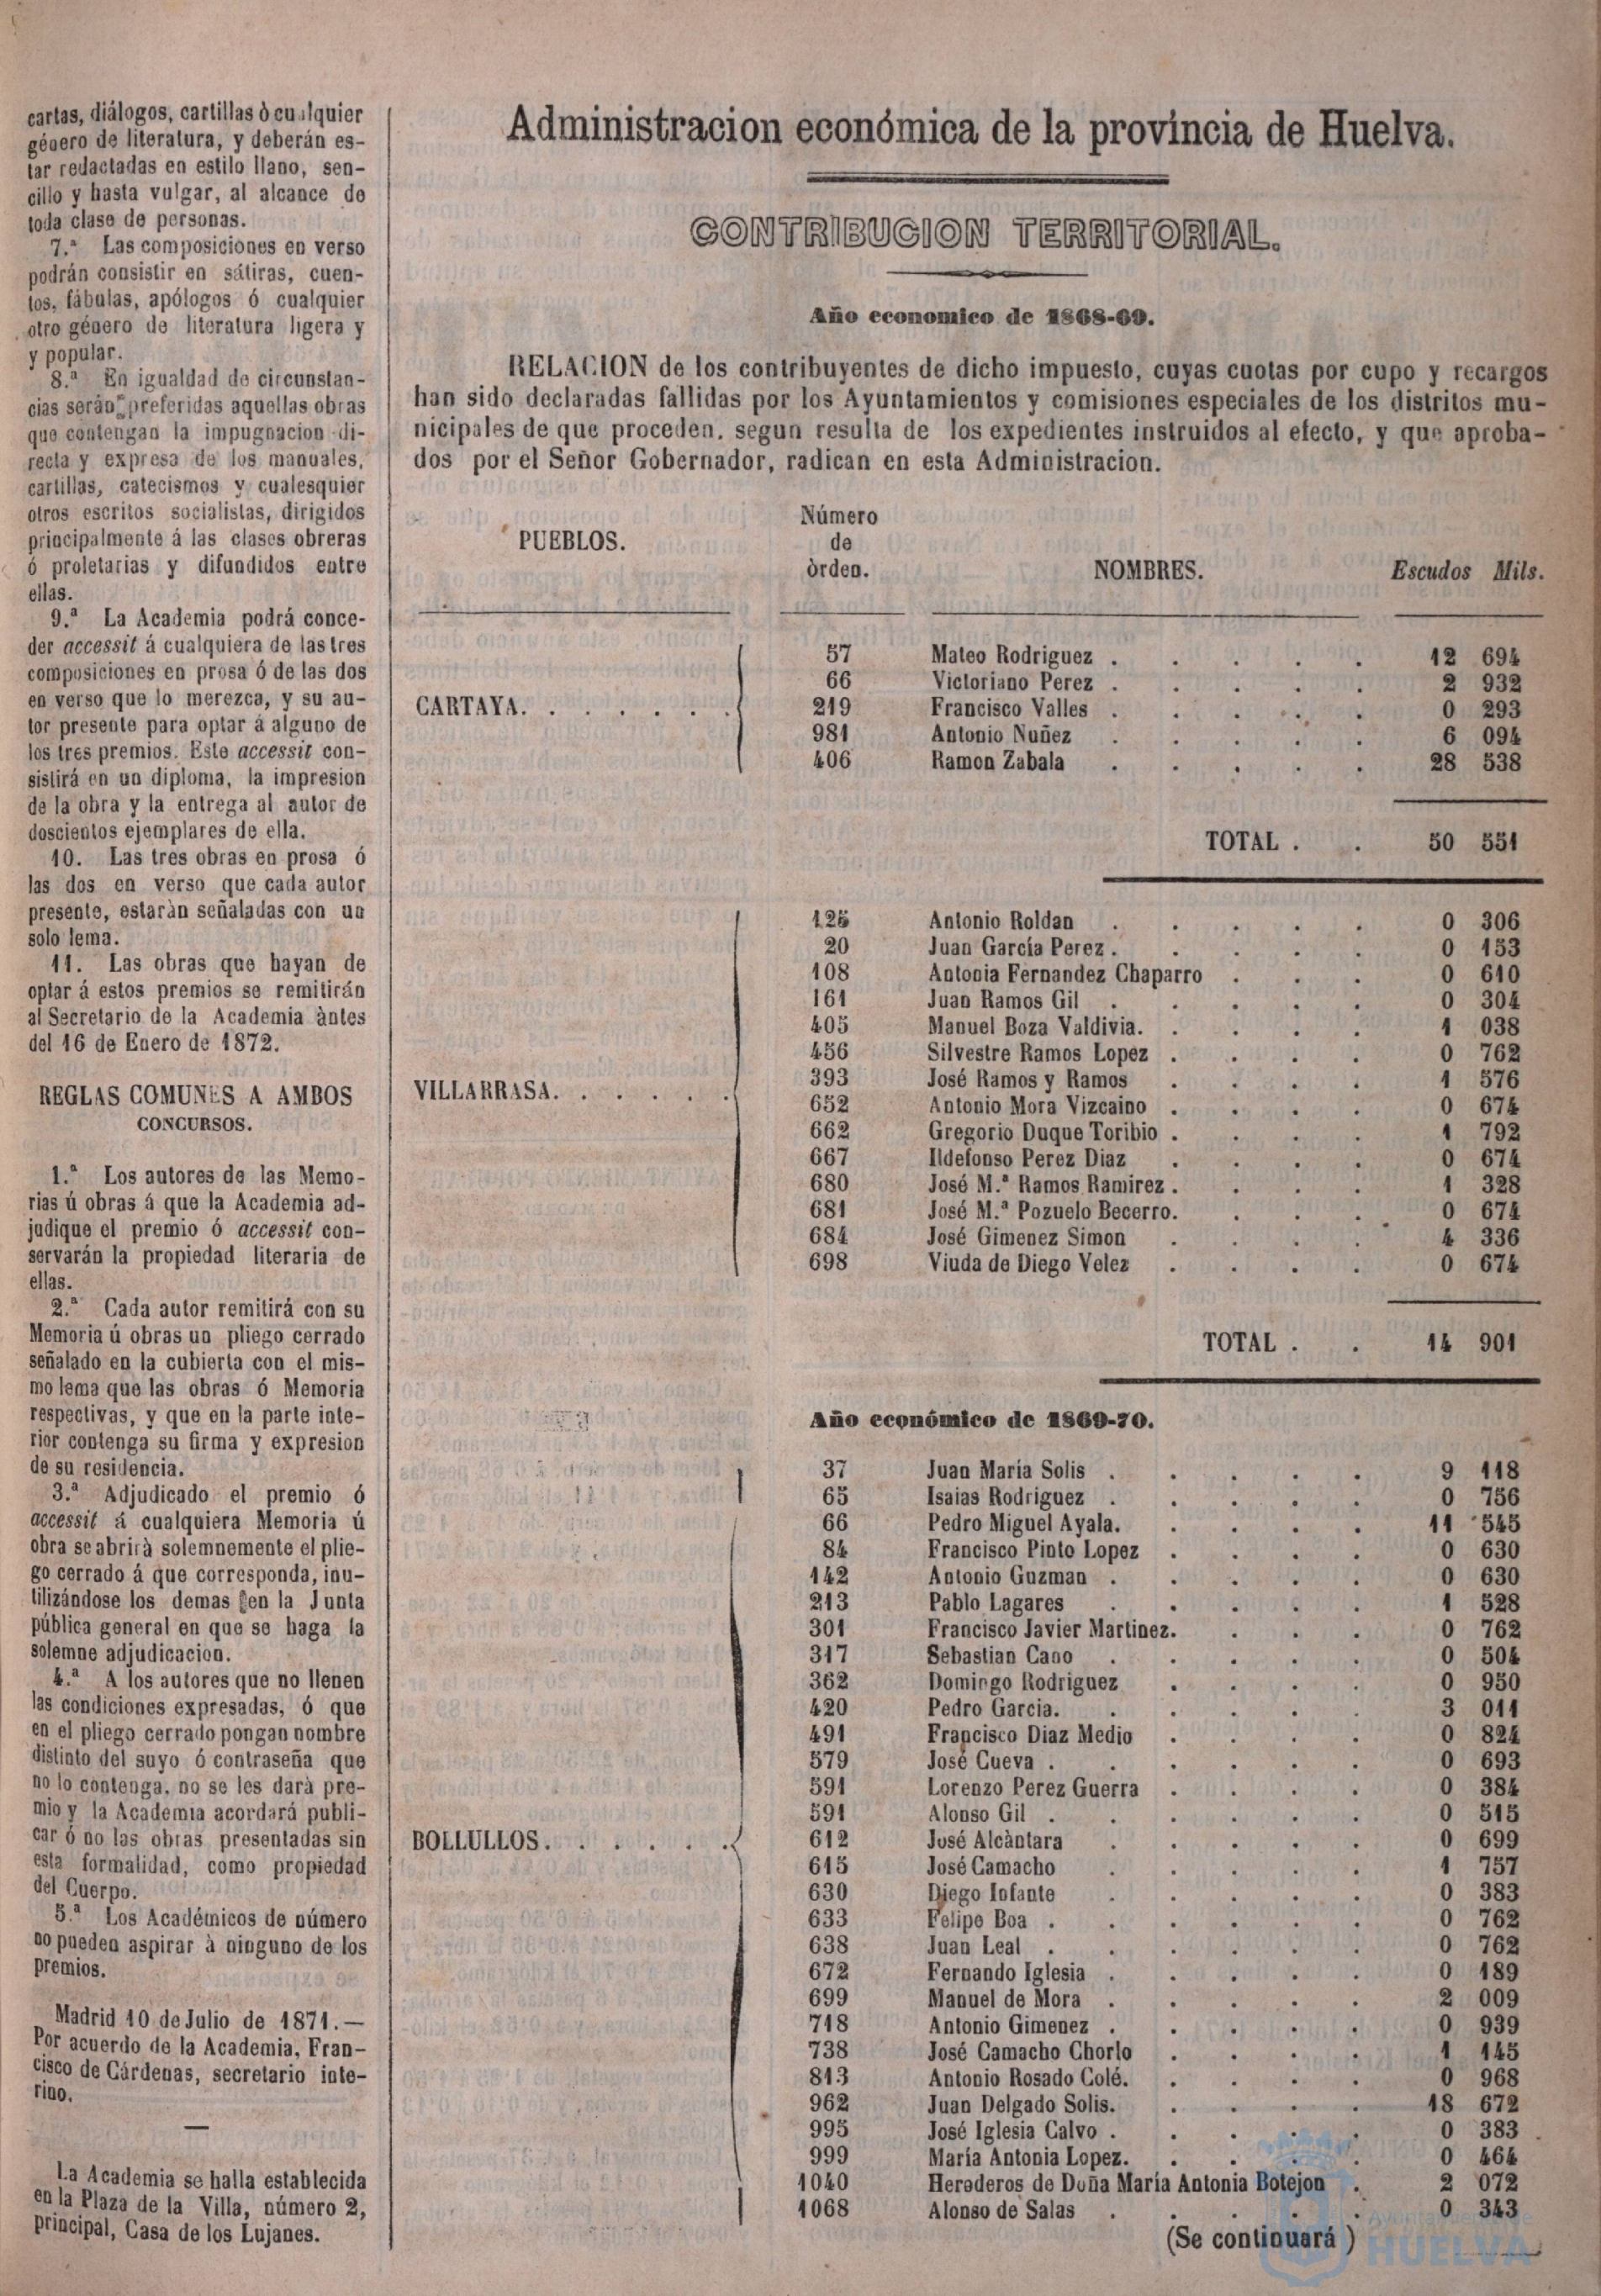 cartas, diálogos, cartillas ò cualquier
género de literatura, y deberán es-
tar redactadas en estilo llano, sen-
cillo y hasta vulgar, al alcance de
toda clase de personas.
7.ª Las composiciones en verso
podrán consistir en sátiras, cuen-
tos, fábulas, apólogos ó cualquier
otro género de literatura ligera y
y popular.
8.ª En igualdad de circunstan-
cias serán preferidas aquellas obras
que contengan la impugnacion di-
recta y expresa de los manuales,
cartillas, catecismos y cualesquier
otros escritos socialistas, dirigidos
principalmente á las clases obreras
ó proletarias y difundidos entre
ellas.
9.ª La Academia podrá conce-
der accessit á cualquiera de las tres
composiciones en prosa ó de las dos
en verso que lo merezca, y su au-
tor presente para optar á alguno de
los tres premios. Este accessit con-
sistirá en un diploma, la impresion
de la obra y la entrega al autor de
doscientos ejemplares de ella.
10. Las tres obras en prosa ó
las dos en verso que cada autor
presente, estaràn señaladas con un
solo lema.
11. Las obras que hayan de
optar á estos premios se remitirán
al Secretario de la Academia àntes
del 16 de Enero de 1872.
REGLAS COMUNES A AMBOS
CONCURSOS.
1.ª Los autores de las Memo-
rias ú obras á que la Academia ad-
judique el premio ó accessit con-
servarán la propiedad literaria de
ellas.
2.ª Cada autor remitirá con su
Memoria ú obras un pliego cerrado
señalado en la cubierta con el mis-
mo lema que las obras ó Memoria
respectivas, y que en la parte inte-
rior contenga su firma y expresion
de su residencia.
3.ª Adjudicado el premio ó
accessit á cualquiera Memoria ú
obra se abrirà solemnemente el plie-
go cerrado á que corresponda, inu-
tilizándose los demas en la Junta
pública general en que se haga la
solemne adjudicacion.
4.ª A los autores que no llenen
las condiciones expresadas, ó que
en el pliego cerrado pongan nombre
distinto del suyo ó contraseña que
no lo contenga, no se les darà pre-
mio y la Academia acordará publi-
car ó no las obras presentadas sin
esta formalidad, como propiedad
del Cuerpo.
5.ª Los Académicos de número
no pueden aspirar à ninguno de los
premios.
Madrid 10 de Julio de 1871.—
Por acuerdo de la Academia, Fran-
cisco de Cárdenas, secretario inte-
rino.
La Academia se halla establecida
en la Plaza de la Villa, número 2,
principal, Casa de los Lujanes.
Administracion económica de la provincia de Huelva.
CONTRIBUCION TERRITORIAL.
Año economico de 1868-69.
RELACION de los contribuyentes de dicho impuesto, cuyas cuotas por cupo y recargos
han sido declaradas fallidas por los Ayuntamientos y comisiones especiales de los distritos mu-
nicipales de que proceden, segun resulta de los expedientes instruidos al efecto, y que aproba-
dos por el Señor Gobernador, radican en esta Administracion.
PUEBLOS. Número de òrden. NOMBRES. Escudos Mils.
57 Mateo Rodriguez . . . . . 12 694
66 Victoriano Perez . . . . . 2 932
CARTAYA. . . . . . . . 219 Francisco Valles . . . . . 0 293
981 Antonio Nuñez . . . . . 6 094
406 Ramon Zabala . . . . . 28 538
TOTAL . . 50 551
125 Antonio Roldan . . . . . 0 306
20 Juan García Perez . . . . . 0 153
108 Antonia Fernandez Chaparro . . . 0 610
161 Juan Ramos Gil . . . . . 0 304
405 Manuel Boza Valdivia. . . . . 1 038
456 Silvestre Ramos Lopez . . . . 0 762
393 José Ramos y Ramos . . . . 1 576
VILLARRASA. . . . . . .
652 Antonio Mora Vizcaino . . . . 0 674
662 Gregorio Duque Toribio . . . . 1 792
667 Ildefonso Perez Diaz . . . . 0 674
680 José M.ª Ramos Ramirez . . . . 1 328
681 José M.ª Pozuelo Becerro. . . . 0 674
684 José Gimenez Simon . . . . 4 336
698 Viuda de Diego Velez . . . . 0 674
TOTAL . . 14 901
Año económico de 1869-70.
37 Juan María Solis . . . . . 9 118
65 Isaias Rodriguez . . . . . 0 756
66 Pedro Miguel Ayala. . . . . 11 545
84 Francisco Pinto Lopez . . . . 0 630
142 Antonio Guzman . . . . . 0 630
213 Pablo Lagares . . . . . 1 528
301 Francisco Javier Martinez. . . . 0 762
317 Sebastian Cano . . . . . 0 504
362 Domingo Rodriguez . . . . 0 950
420 Pedro Garcia. . . . . . 3 011
491 Francisco Diaz Medio . . . . 0 824
579 José Cueva . . . . . . 0 693
591 Lorenzo Perez Guerra . . . . 0 384
591 Alonso Gil . . . . . . 0 515
BOLLULLOS. . . . . . . 612 José Alcàntara . . . . . 0 699
615 José Camacho . . . . . 1 757
630 Diego Infante . . . . . 0 383
633 Felipe Boa . . . . . . 0 762
638 Juan Leal . . . . . . 0 762
672 Fernando Iglesia . . . . . 0 189
699 Manuel de Mora . . . . . 2 009
718 Antonio Gimenez . . . . . 0 939
738 José Camacho Chorlo . . . . 1 145
813 Antonio Rosado Colé. . . . . 0 968
962 Juan Delgado Solis. . . . . 18 672
995 José Iglesia Calvo . . . . . 0 383
999 María Antonia Lopez. . . . . 0 464
1040 Herederos de Doña María Antonia Botejon . 2 072
1068 Alonso de Salas . . . . . 0 343
(Se continuará )
HUELVA